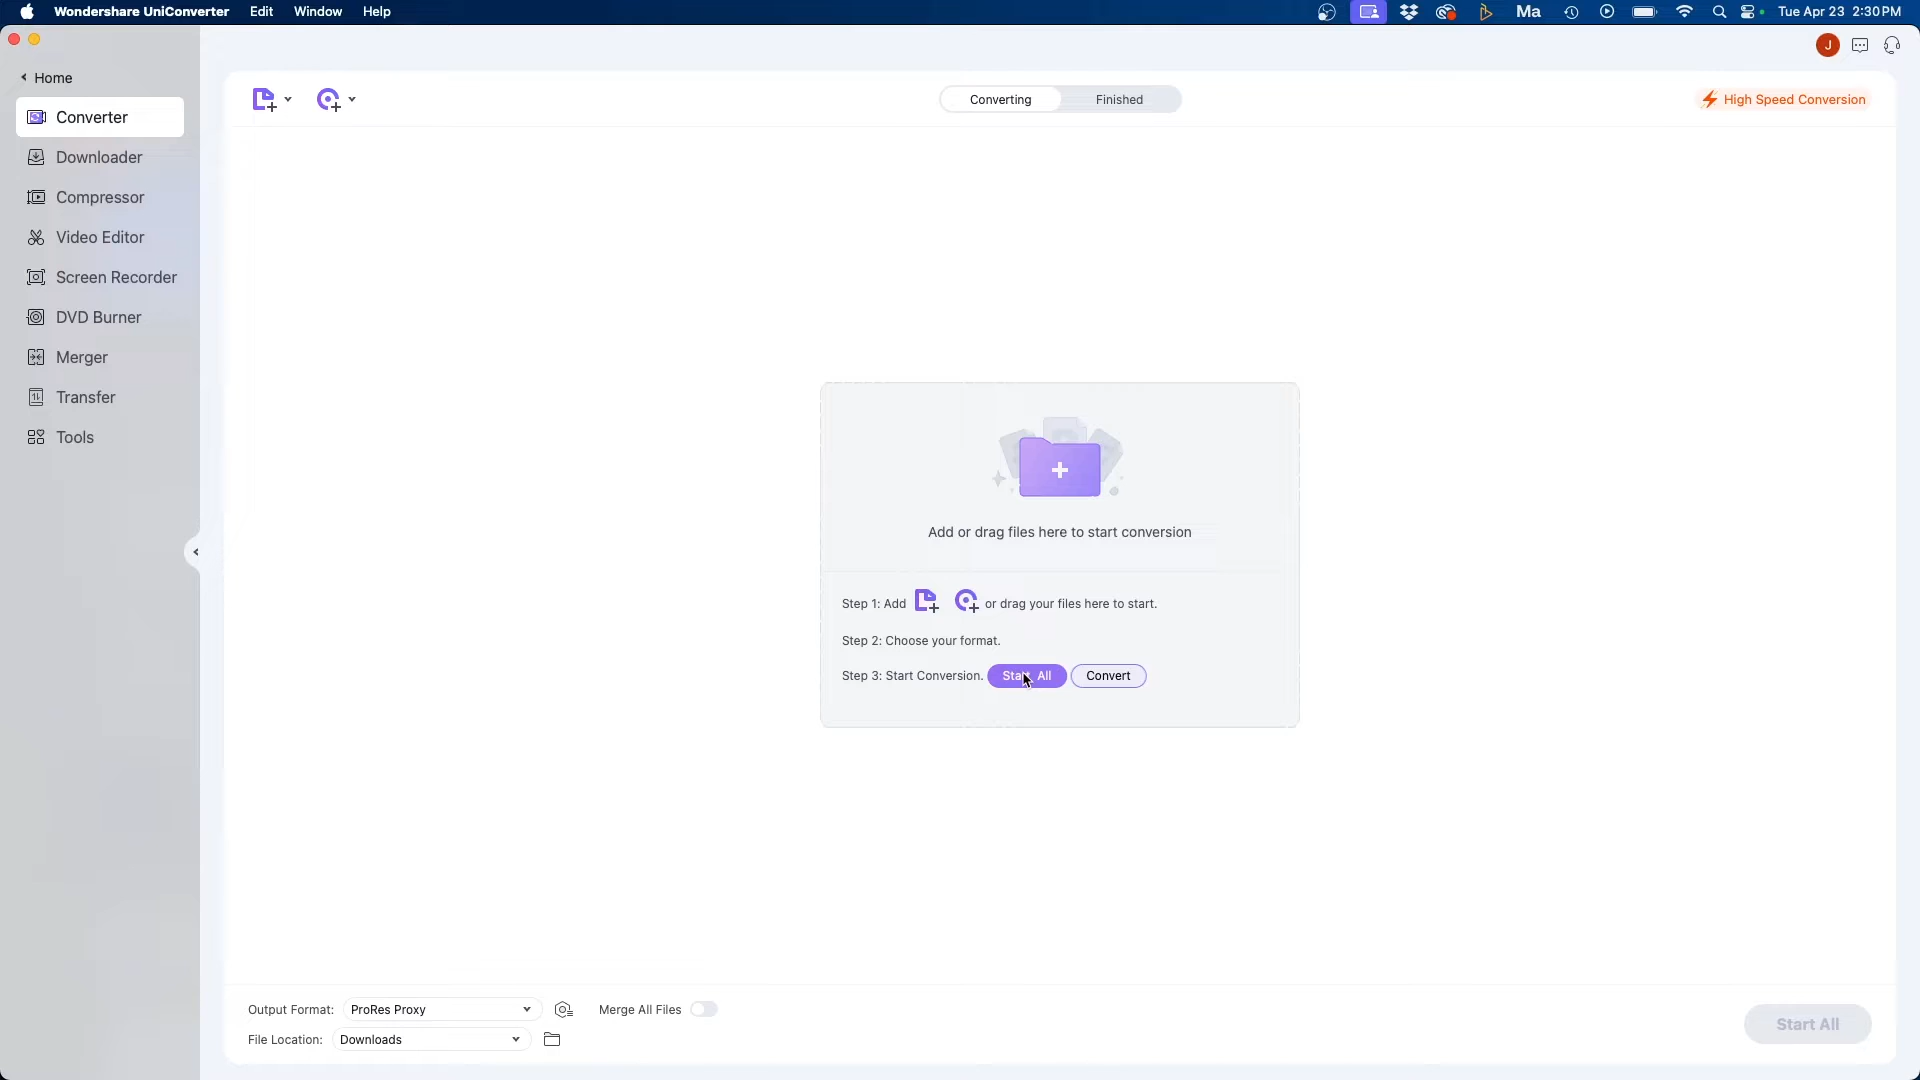 Wondershare UniConverter Edit Window Help
Ma Tue Apr 23 2:30 PM
J
Home
Converter
Downloader
Compressor
Video Editor
Screen Recorder
DVD Burner
Merger
Transfer
Tools
Converting Finished
High Speed Conversion
Add or drag files here to start conversion
Step 1: Add or drag your files here to start.
Step 2: Choose your format.
Step 3: Start Conversion. Start All Convert
Output Format: ProRes Proxy Merge All Files
File Location: Downloads
Start All